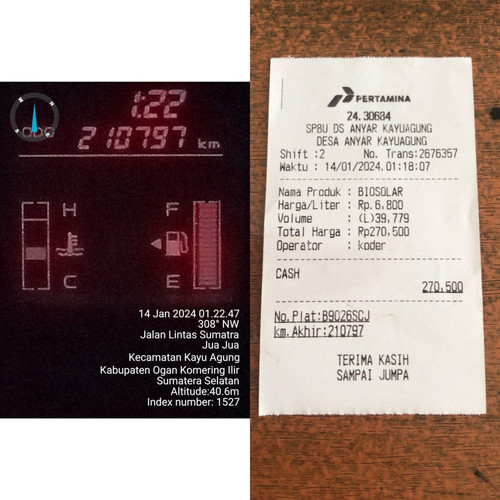 1:22
ODO 210797 km
H
C
F
E
14 Jan 2024 01.22.47
308° NW
Jalan Lintas Sumatra
Jua Jua
Kecamatan Kayu Agung
Kabupaten Ogan Komering Ilir
Sumatera Selatan
Altitude:40.6m
Index number: 1527
PERTAMINA
24.30684
SPBU DS ANYAR KAYUAGUNG
DESA ANYAR KAYUAGUNG
Shift :2 No. Trans:2676357
Waktu : 14/01/2024.01:18:07
Nama Produk : BIOSOLAR
Harga/Liter : Rp.6,800
Volume : (L)39,779
Total Harga : Rp270,500
Operator : koder
CASH
270,500
No.Plat:B9026SCJ
km.Akhir:210797
TERIMA KASIH
SAMPAI JUMPA